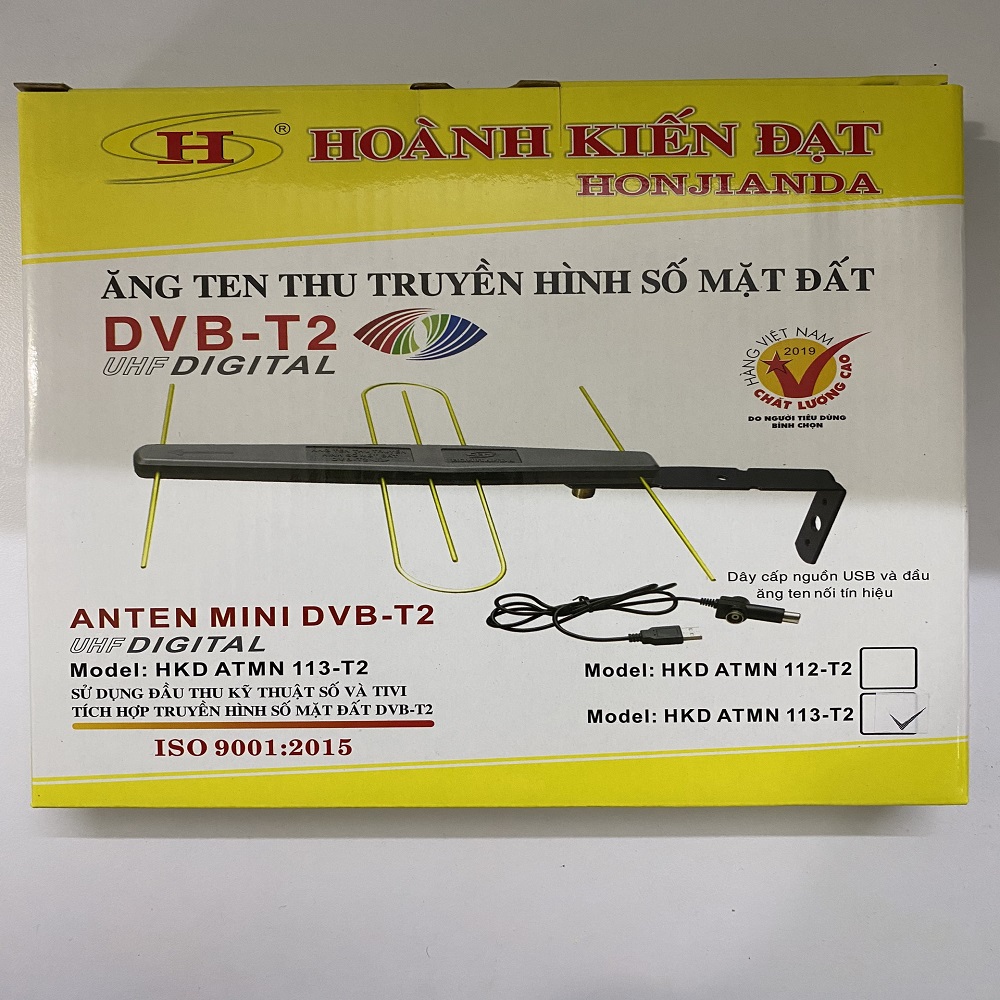 H ®
HOÀNH KIẾN ĐẠT
HONJIANDA
ĂNG TEN THU TRUYỀN HÌNH SỐ MẶT ĐẤT
DVB-T2
UHF DIGITAL
HÀNG VIỆT NAM
2019
CHẤT LƯỢNG CAO
DO NGƯỜI TIÊU DÙNG
BÌNH CHỌN
Dây cấp nguồn USB và đầu
ăng ten nối tín hiệu
ANTEN MINI DVB-T2
UHF DIGITAL
Model: HKD ATMN 113-T2
SỬ DỤNG ĐẦU THU KỸ THUẬT SỐ VÀ TIVI
TÍCH HỢP TRUYỀN HÌNH SỐ MẶT ĐẤT DVB-T2
ISO 9001:2015
Model: HKD ATMN 112-T2
Model: HKD ATMN 113-T2